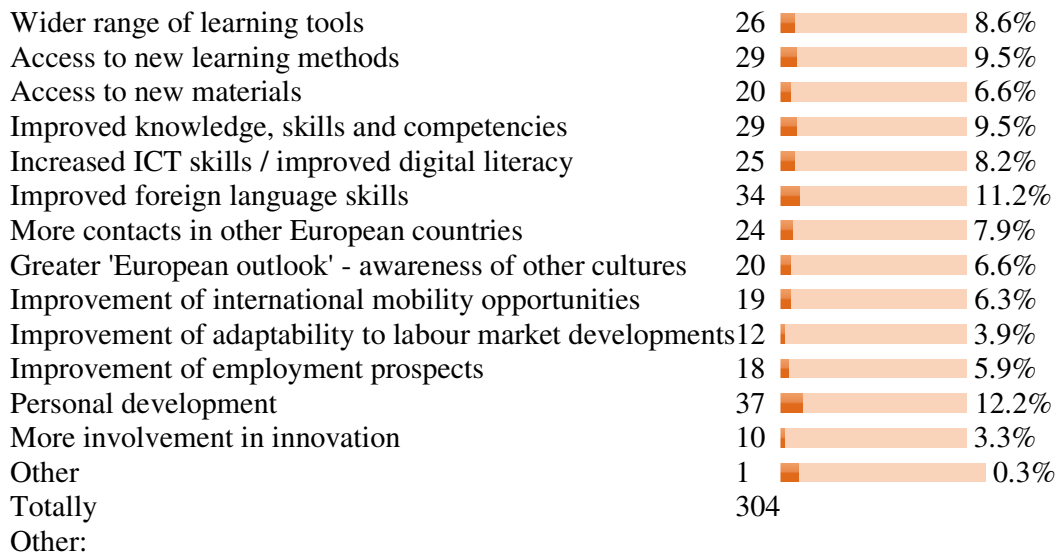 Wider range of learning tools 26 8.6%
Access to new learning methods 29 9.5%
Access to new materials 20 6.6%
Improved knowledge, skills and competencies 29 9.5%
Increased ICT skills / improved digital literacy 25 8.2%
Improved foreign language skills 34 11.2%
More contacts in other European countries 24 7.9%
Greater 'European outlook' - awareness of other cultures 20 6.6%
Improvement of international mobility opportunities 19 6.3%
Improvement of adaptability to labour market developments 12 3.9%
Improvement of employment prospects 18 5.9%
Personal development 37 12.2%
More involvement in innovation 10 3.3%
Other 1 0.3%
Totally 304
Other: